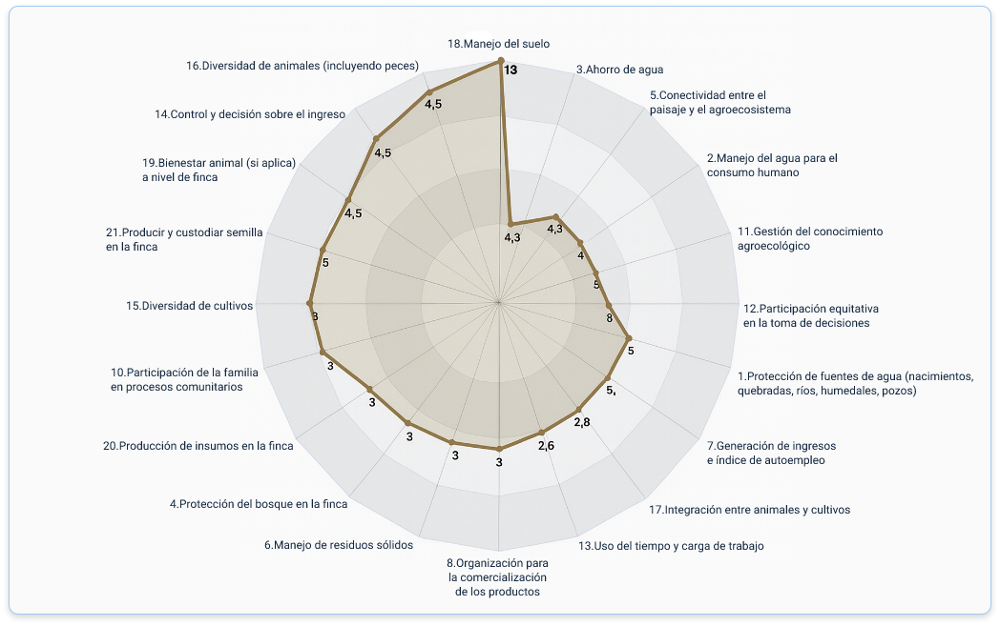 18.Manejo del suelo
16.Diversidad de animales (incluyendo peces)
13
3.Ahorro de agua
4,5
5.Conectividad entre el
paisaje y el agroecosistema
14.Control y decisión sobre el ingreso
4,5
2.Manejo del agua para el
consumo humano
19.Bienestar animal (si aplica)
a nivel de finca
4,5
4,3
4,3
4
21.Producir y custodiar semilla
en la finca
5
11.Gestión del conocimiento
agroecológico
5
15.Diversidad de cultivos
3
8
12.Participación equitativa
en la toma de decisiones
5
3
10.Participación de la familia
en procesos comunitarios
1.Protección de fuentes de agua (nacimientos,
quebradas, ríos, humedales, pozos)
3
5,
20.Producción de insumos en la finca
3
2,8
7.Generación de ingresos
e índice de autoempleo
3
3
2,6
4.Protección del bosque en la finca
17.Integración entre animales y cultivos
6.Manejo de residuos sólidos
13.Uso del tiempo y carga de trabajo
8.Organización para
la comercialización
de los productos